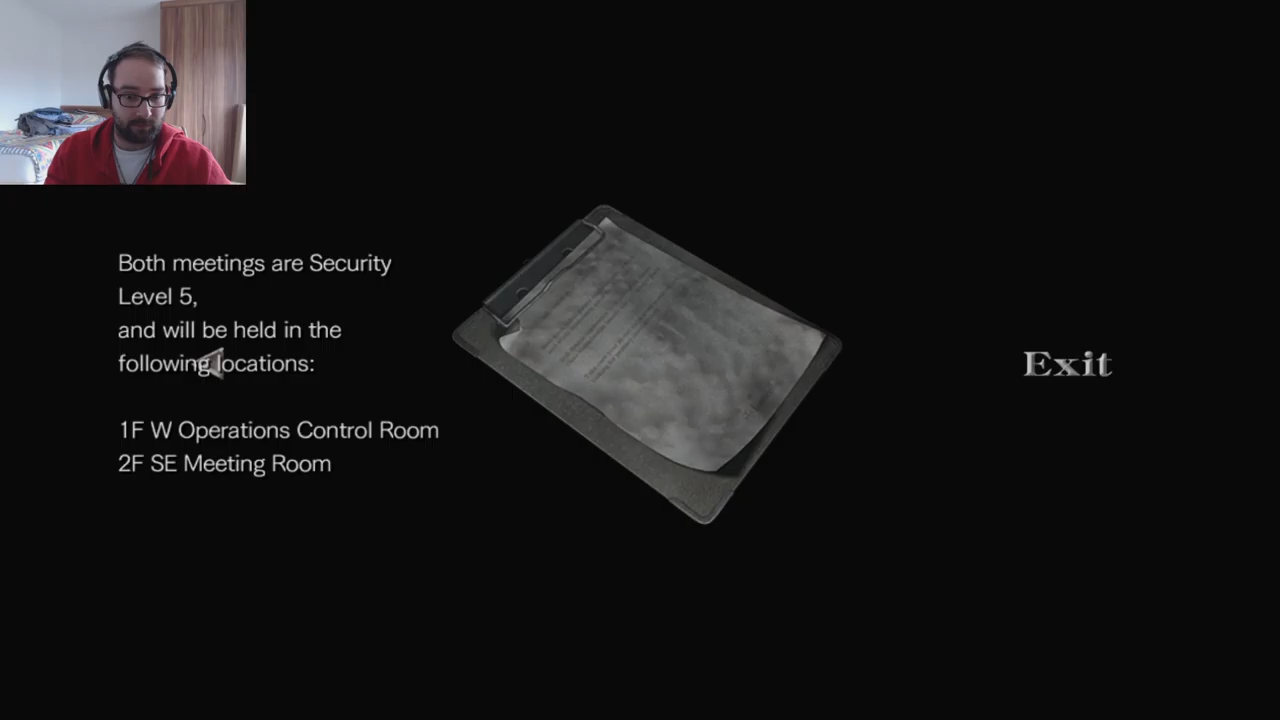 Both meetings are Security
Level 5,
and will be held in the
following locations:
1F W Operations Control Room
2F SE Meeting Room
Exit